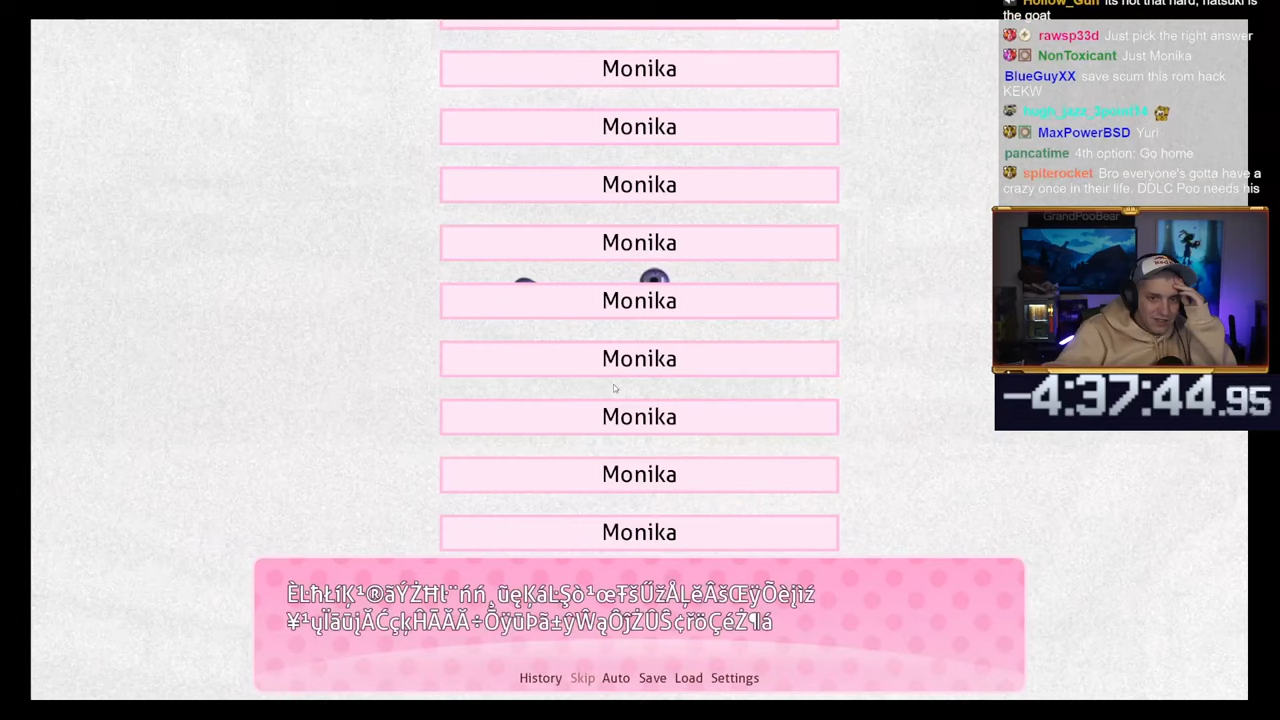 Hollow_Gun its not that hard, natsuki is
the goat
rawsp33d Just pick the right answer
NonToxicant Just Monika
BlueGuyXX save scum this rom hack
KEKW
MaxPowerBSD Yuri
pancatime 4th option: Go home
spiterocket Bro everyone's gotta have a
crazy once in their life. DDLC Poo needs his
GrandPooBear
-4:37:44.95
Monika
Monika
Monika
Monika
Monika
Monika
Monika
Monika
Monika
History Skip Auto Save Load Settings